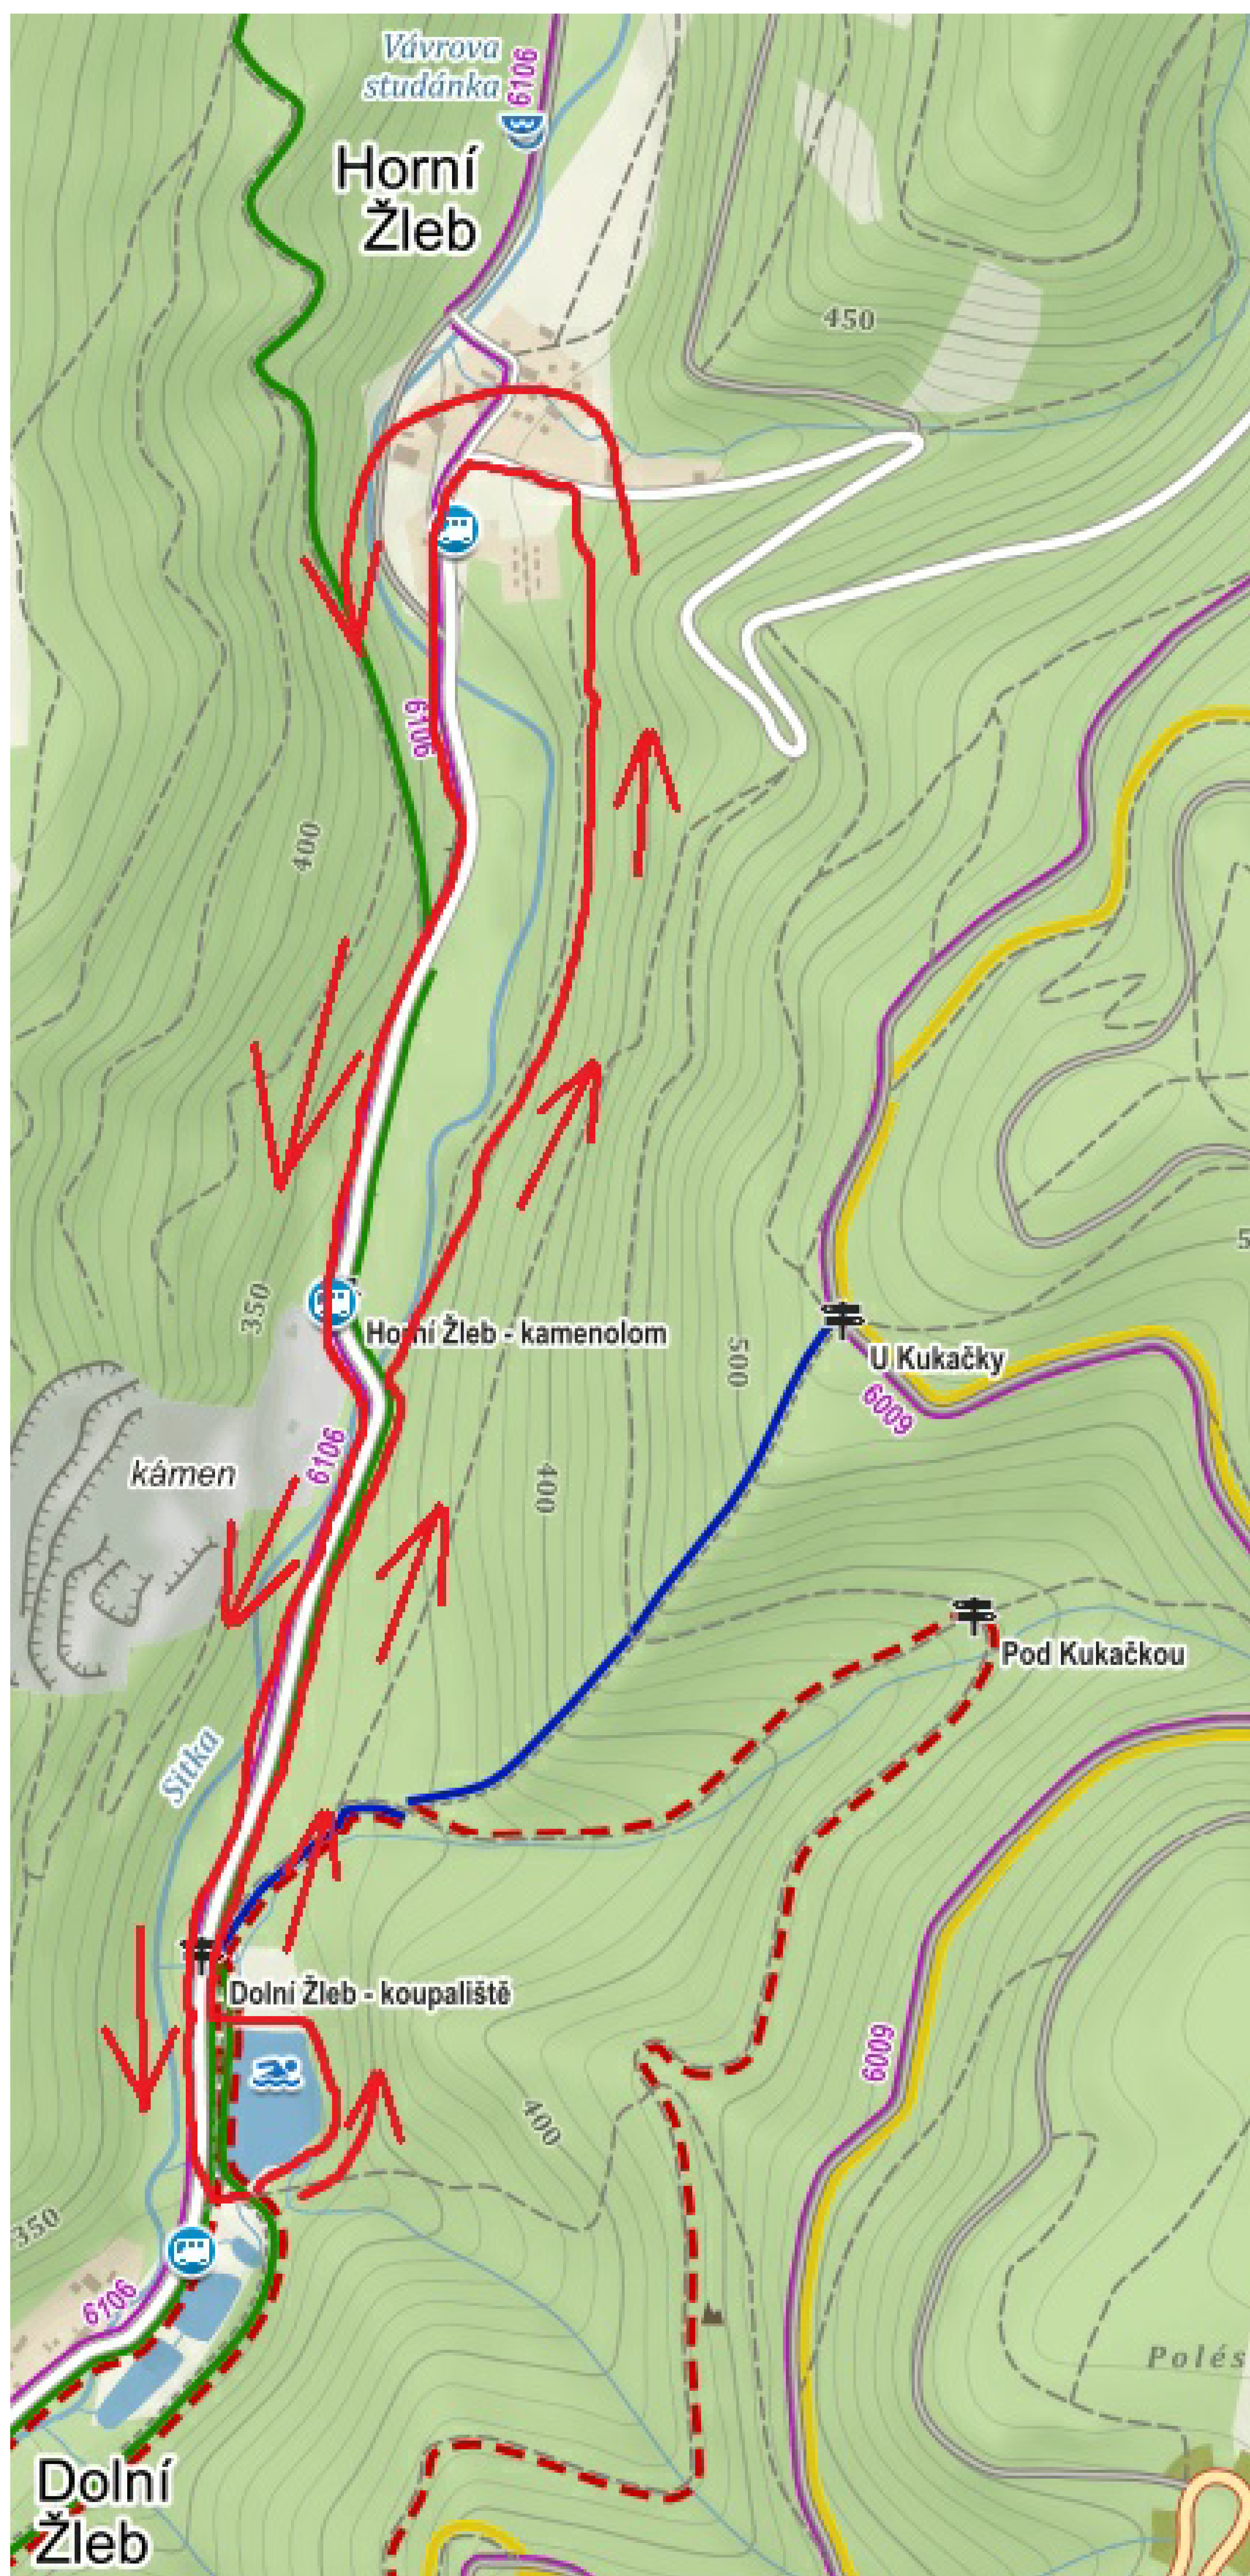 Vávrova
studánka
6106
Horní
Žleb
450
6106
400
350
Horní Žleb - kamenolom
U Kukačky
500
6009
5
6106
kámen
400
Pod Kukačkou
Sitka
Dolní Žleb - koupaliště
6009
400
350
6106
Polés
Dolní
Žleb